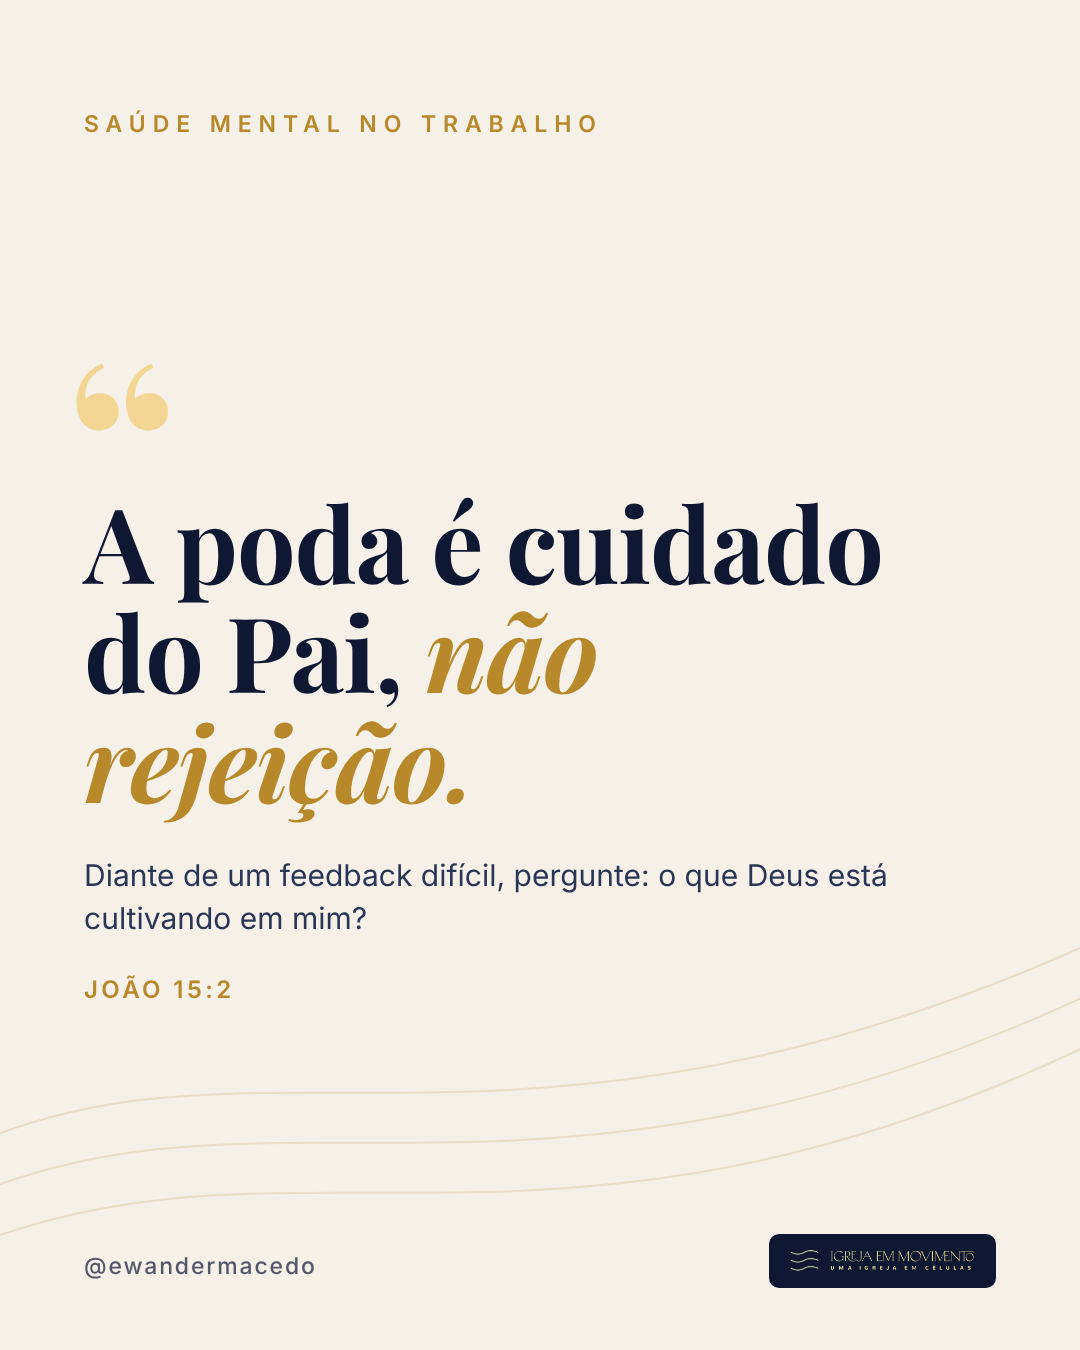 SAÚDE MENTAL NO TRABALHO
“
A poda é cuidado
do Pai, não
rejeição.
Diante de um feedback difícil, pergunte: o que Deus está
cultivando em mim?
JOÃO 15:2
@ewandermacedo
IGREJA EM MOVIMENTO
UMA IGREJA EM CÉLULAS